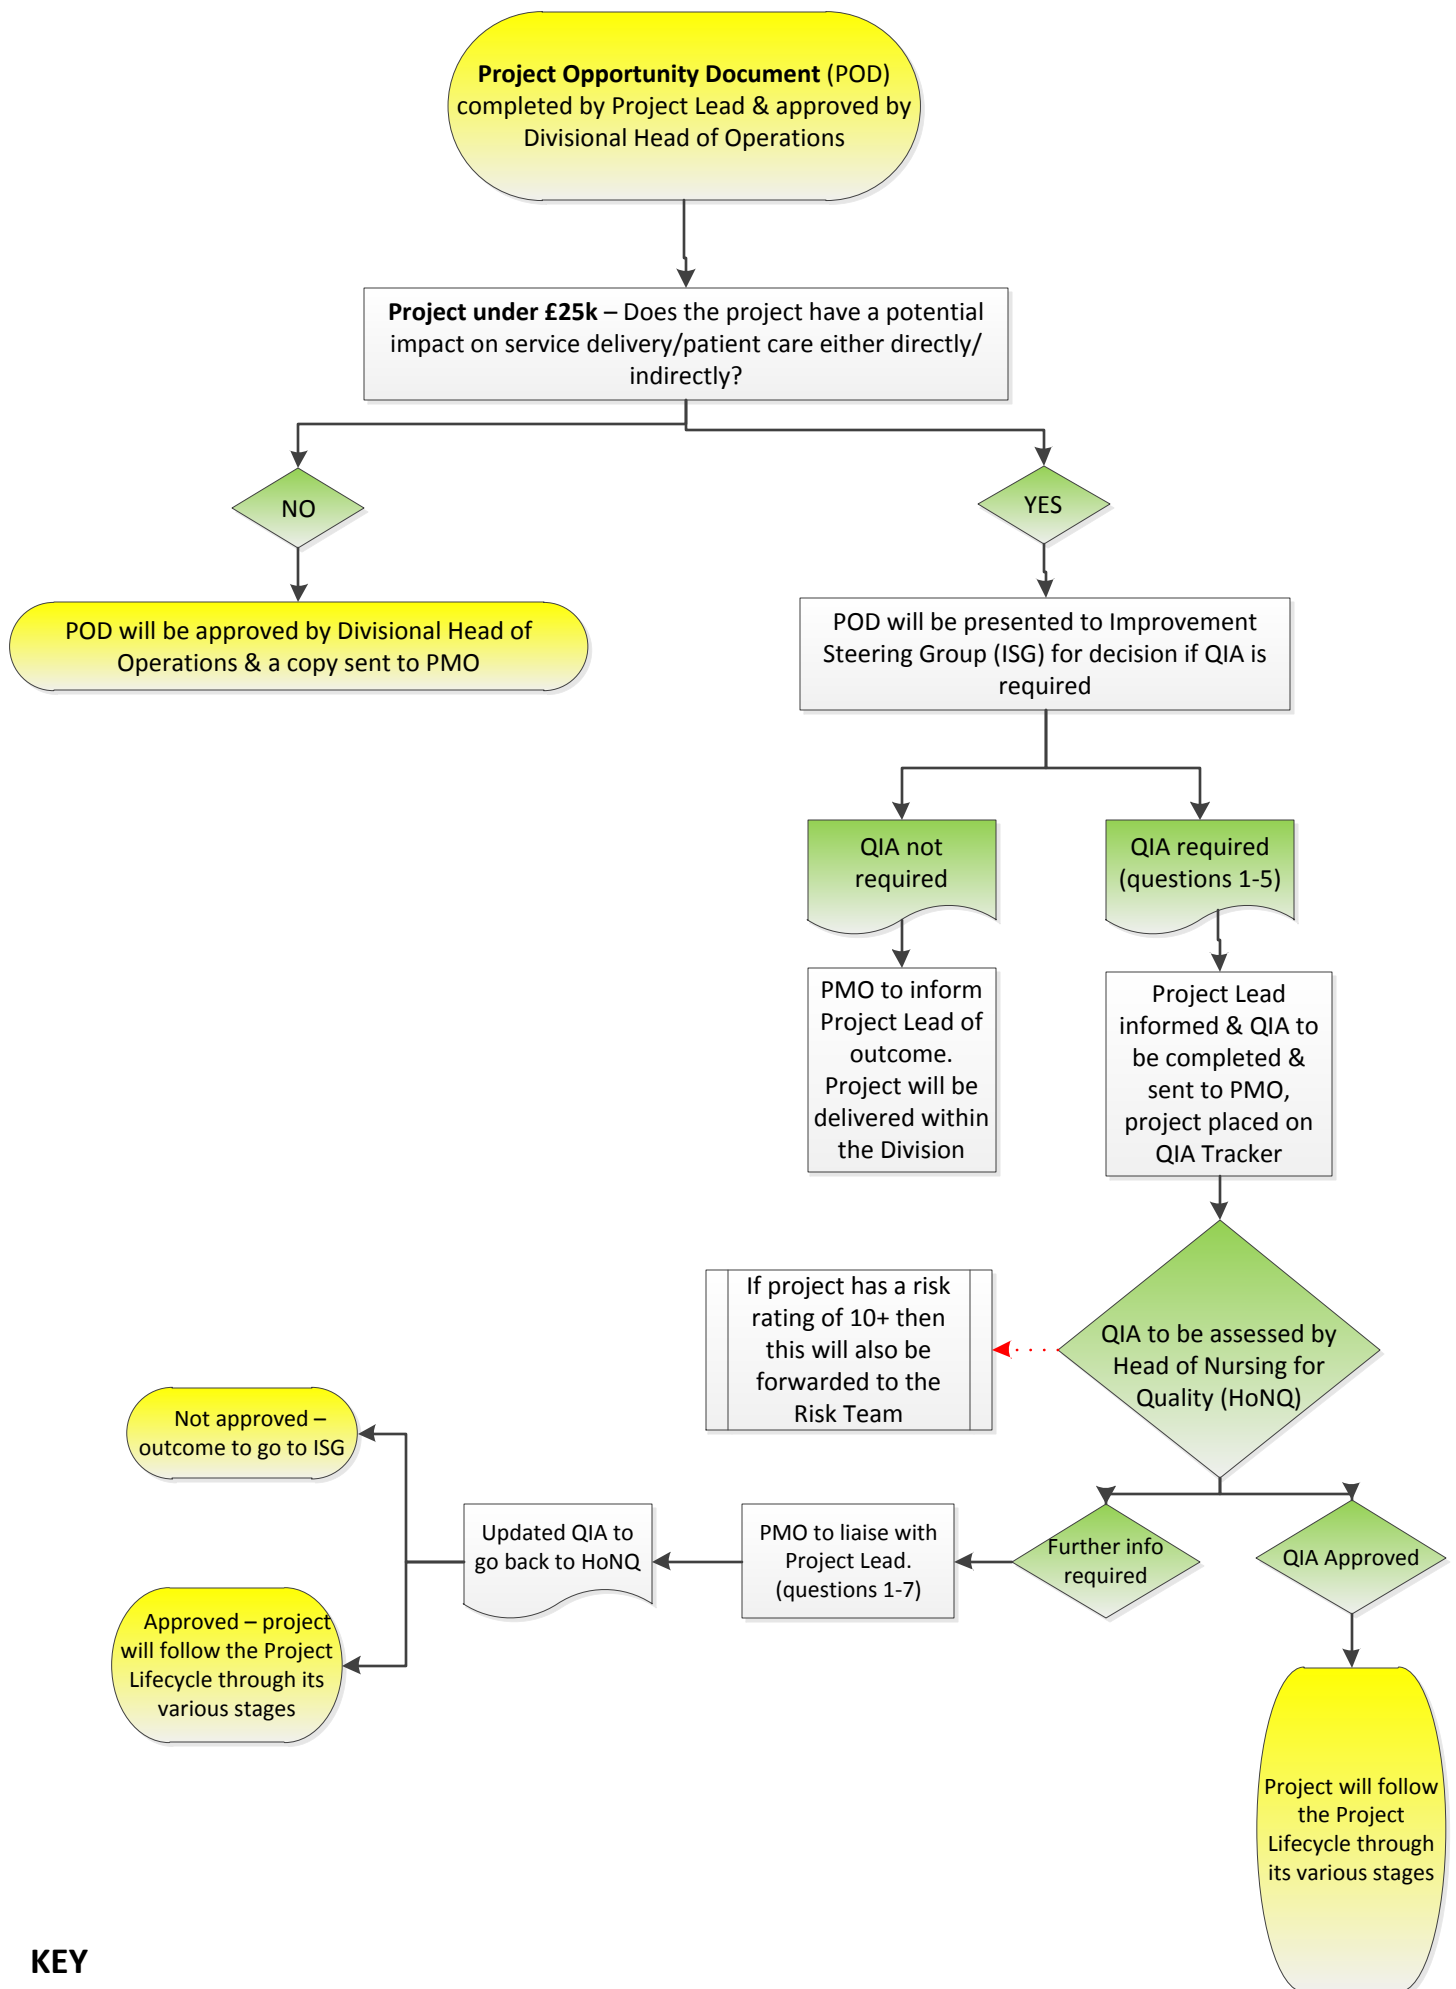 Project Opportunity Document (POD)
completed by Project Lead & approved by
Divisional Head of Operations
Project under £25k – Does the project have a potential
impact on service delivery/patient care either directly/
indirectly?
NO
YES
POD will be approved by Divisional Head of
Operations & a copy sent to PMO
POD will be presented to Improvement
Steering Group (ISG) for decision if QIA is
required
QIA not
required
QIA required
(questions 1-5)
PMO to inform
Project Lead of
outcome.
Project will be
delivered within
the Division
Project Lead
informed & QIA to
be completed &
sent to PMO,
project placed on
QIA Tracker
If project has a risk
rating of 10+ then
this will also be
forwarded to the
Risk Team
QIA to be assessed by
Head of Nursing for
Quality (HoNQ)
Not approved –
outcome to go to ISG
Updated QIA to
go back to HoNQ
PMO to liaise with
Project Lead.
(questions 1-7)
Further info
required
QIA Approved
Approved – project
will follow the Project
Lifecycle through its
various stages
Project will follow
the Project
Lifecycle through
its various stages
KEY